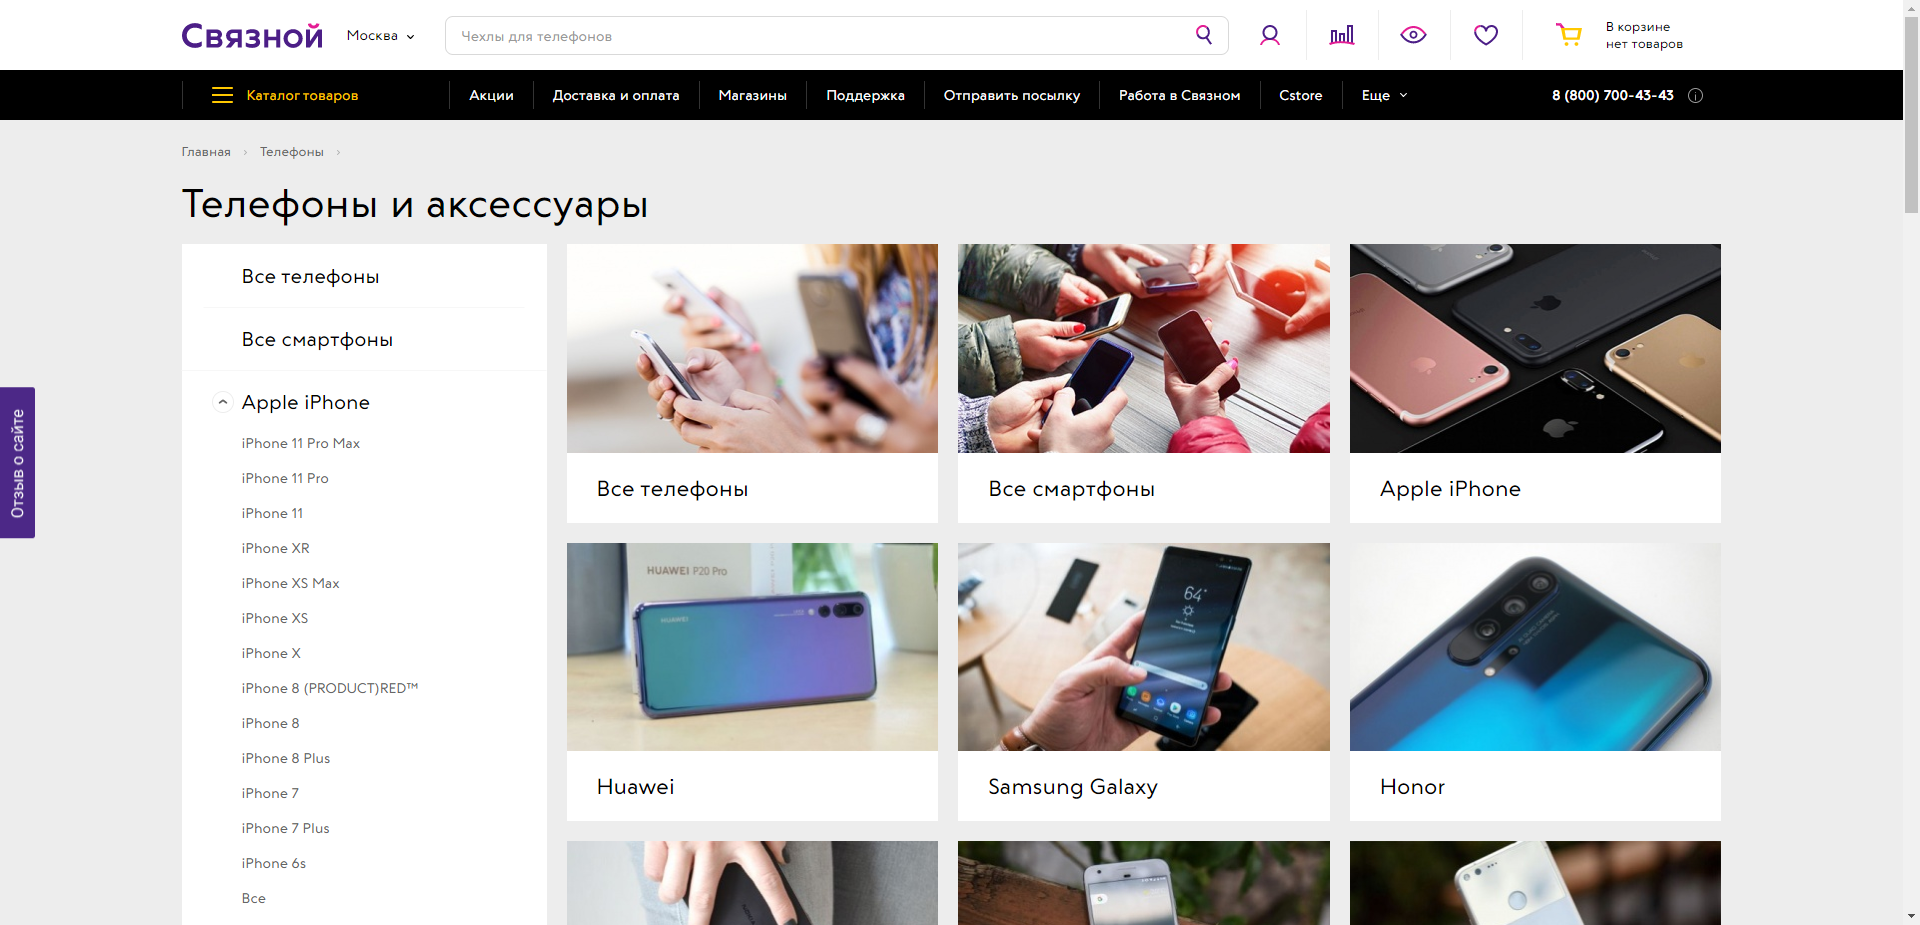 Связной
Москва
Чехлы для телефонов
В корзине
нет товаров
Каталог товаров
Акции
Доставка и оплата
Магазины
Поддержка
Отправить посылку
Работа в Связном
Cstore
Еще
8 (800) 700-43-43
Главная
Телефоны
Телефоны и аксессуары
Отзыв о сайте
Все телефоны
Все смартфоны
Apple iPhone
iPhone 11 Pro Max
iPhone 11 Pro
iPhone 11
iPhone XR
iPhone XS Max
iPhone XS
iPhone X
iPhone 8 (PRODUCT)RED™
iPhone 8
iPhone 8 Plus
iPhone 7
iPhone 7 Plus
iPhone 6s
Все
Все телефоны
Все смартфоны
Apple iPhone
HUAWEI P20 Pro
HUAWEI
64°
Huawei
Samsung Galaxy
Honor